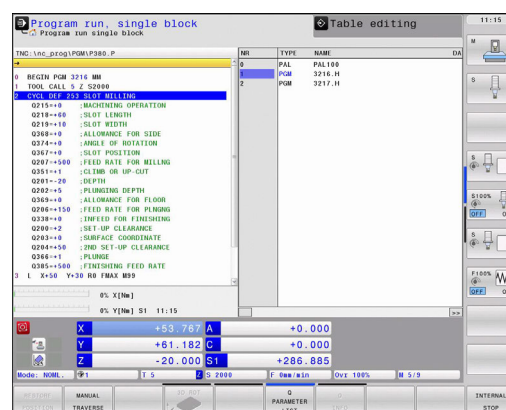 Program run, single block
Program run single block
Table editing
11:15
TNC:\nc_prog\PGM\P380.P
NR TYPE NAME DA
0 PAL PAL100
1 PGM 3216.H
2 PGM 3217.H
0 BEGIN PGM 3216 MM
1 TOOL CALL 5 Z S2000
2 CYCL DEF 253 SLOT MILLING
Q215=+0 ;MACHINING OPERATION
Q218=+60 ;SLOT LENGTH
Q219=+10 ;SLOT WIDTH
Q368=+0 ;ALLOWANCE FOR SIDE
Q374=+0 ;ANGLE OF ROTATION
Q367=+0 ;SLOT POSITION
Q207=+500 ;FEED RATE FOR MILLNG
Q351=+1 ;CLIMB OR UP-CUT
Q201=-20 ;DEPTH
Q202=+5 ;PLUNGING DEPTH
Q369=+0 ;ALLOWANCE FOR FLOOR
Q206=+150 ;FEED RATE FOR PLNGNG
Q338=+0 ;INFEED FOR FINISHING
Q200=+2 ;SET-UP CLEARANCE
Q203=+0 ;SURFACE COORDINATE
Q204=+50 ;2ND SET-UP CLEARANCE
Q366=+1 ;PLUNGE
Q385=+500 ;FINISHING FEED RATE
3 L X+50 Y+30 R0 FMAX M99
0% X[Nm]
0% Y[Nm] S1 11:15
>>
X +53.767 A +0.000
Y +61.182 C +0.000
Z -20.000 S1 +286.885
Mode: NOML. 1 T 5 Z S 2000 F 0mm/min Ovr 100% M 5/9
M
S
S
S100%
OFF
S
F100%
OFF
RESTORE
POSITION
MANUAL
TRAVERSE
3D ROT
Q
PARAMETER
LIST
Q
INFO
INTERNAL
STOP